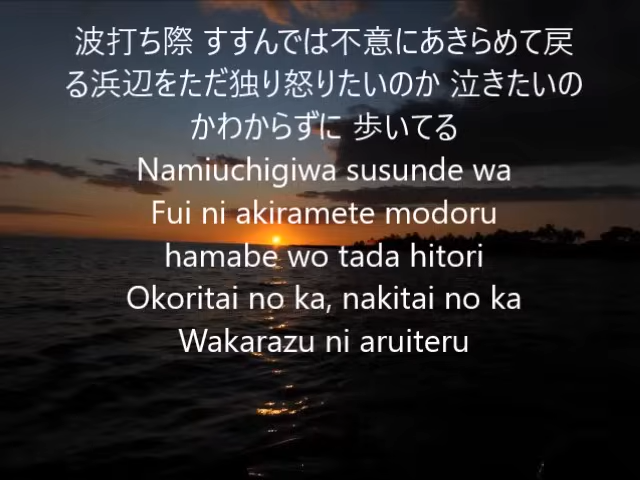 波打ち際 すすんでは不意にあきらめて戻
る浜辺をただ独り怒りたいのか 泣きたいの
かわからずに 歩いてる
Namiuchigiwa susunde wa
Fui ni akiramete modoru
hamabe wo tada hitori
Okoritai no ka, nakitai no ka
Wakarazu ni aruiteru